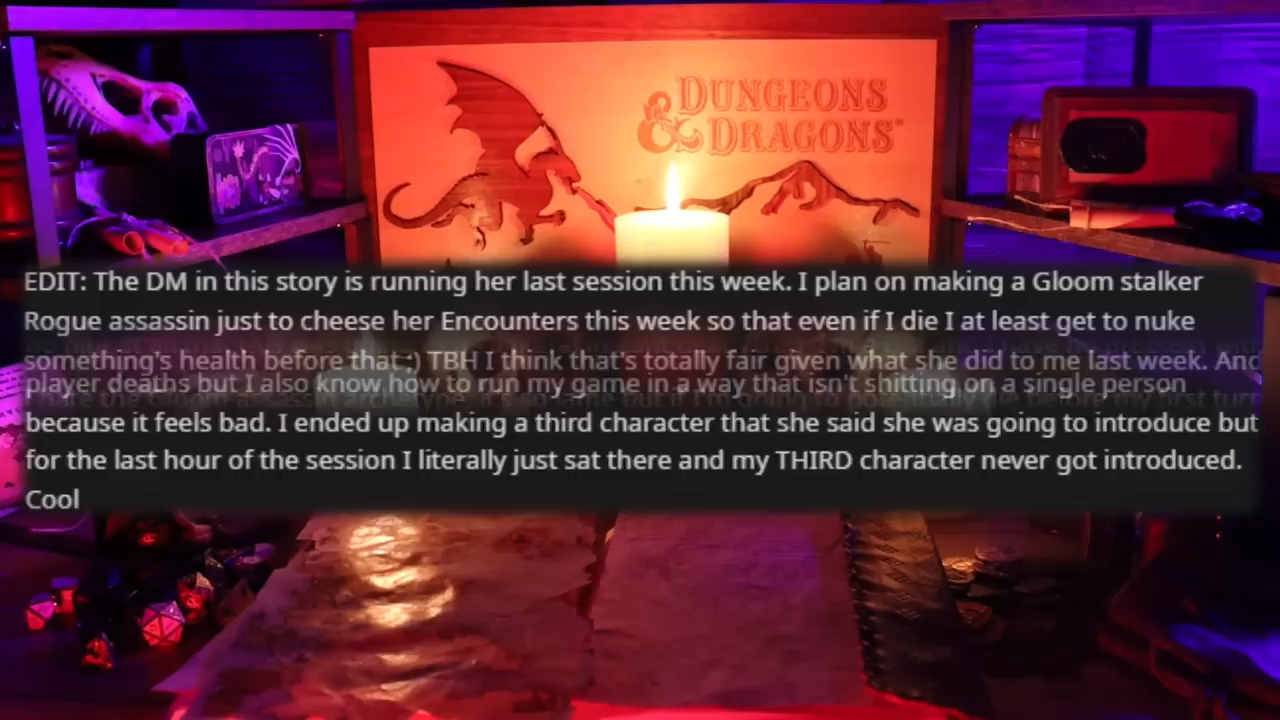 DUNGEONS
& DRAGONS
EDIT: The DM in this story is running her last session this week. I plan on making a Gloom stalker
Rogue assassin just to cheese her Encounters this week so that even if I die I at least get to nuke
something's health before that :) TBH I think that's totally fair given what she did to me last week. And
player deaths but I also know how to run my game in a way that isn't shitting on a single person
because it feels bad. I ended up making a third character that she said she was going to introduce but
for the last hour of the session I literally just sat there and my THIRD character never got introduced.
Cool